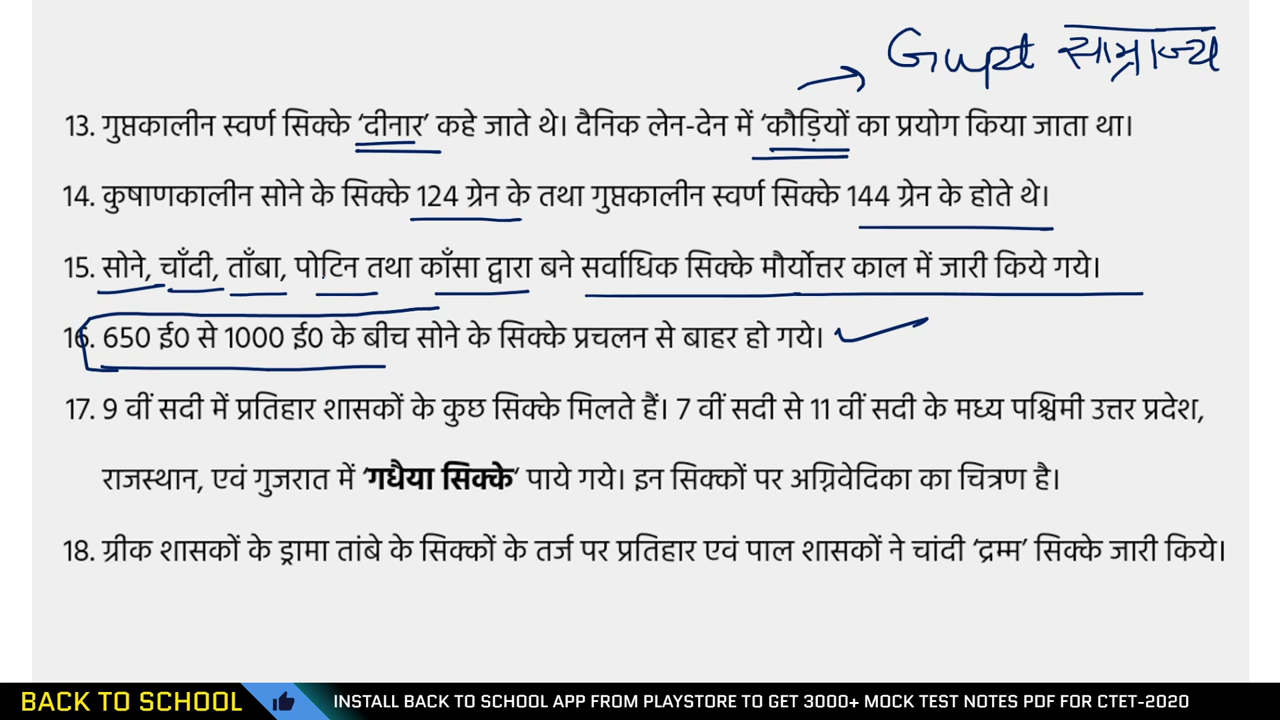 Gupt साम्राज्य
13. गुप्तकालीन स्वर्ण सिक्के ‘दीनार’ कहे जाते थे। दैनिक लेन-देन में ‘कौड़ियों का प्रयोग किया जाता था।
14. कुषाणकालीन सोने के सिक्के 124 ग्रेन के तथा गुप्तकालीन स्वर्ण सिक्के 144 ग्रेन के होते थे।
15. सोने, चाँदी, ताँबा, पोटिन तथा काँसा द्वारा बने सर्वाधिक सिक्के मौर्योत्तर काल में जारी किये गये।
16. 650 ई0 से 1000 ई0 के बीच सोने के सिक्के प्रचलन से बाहर हो गये।
17. 9 वीं सदी में प्रतिहार शासकों के कुछ सिक्के मिलते हैं। 7 वीं सदी से 11 वीं सदी के मध्य पश्चिमी उत्तर प्रदेश,
राजस्थान, एवं गुजरात में ‘गधैया सिक्के’ पाये गये। इन सिक्कों पर अग्निवेदिका का चित्रण है।
18. ग्रीक शासकों के ड्रामा तांबे के सिक्कों के तर्ज पर प्रतिहार एवं पाल शासकों ने चांदी ‘द्रम्म’ सिक्के जारी किये।
BACK TO SCHOOL INSTALL BACK TO SCHOOL APP FROM PLAYSTORE TO GET 3000+ MOCK TEST NOTES PDF FOR CTET-2020